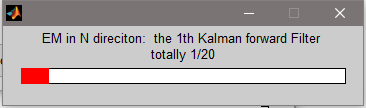 EM in N direciton:  the 1th Kalman forward Filter
totally 1/20